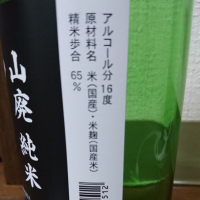 アルコール分 16度
原材料名 米(国産)・米麹(国産米)
精米歩合 65%
山廃純米
512